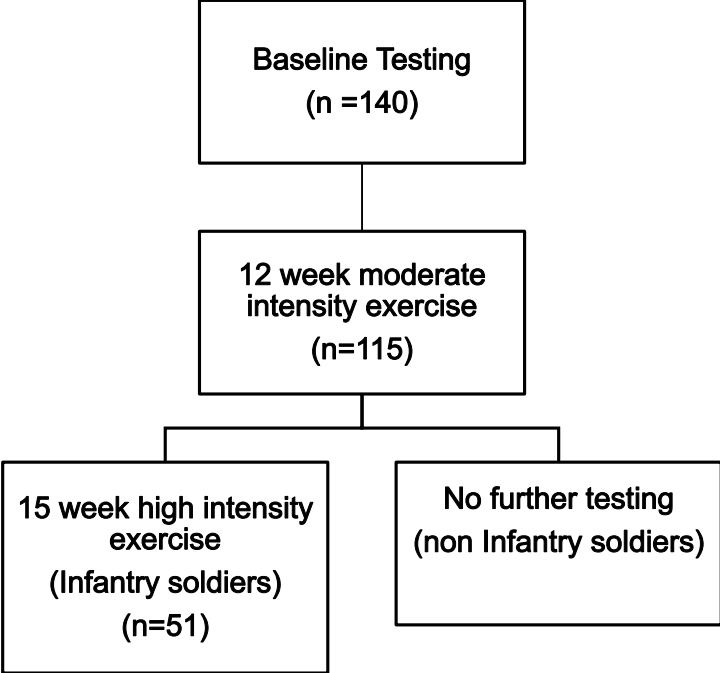 Baseline Testing
(n =140)
12 week moderate
intensity exercise
(n=115)
15 week high intensity
exercise
(Infantry soldiers)
(n=51)
No further testing
(non Infantry soldiers)